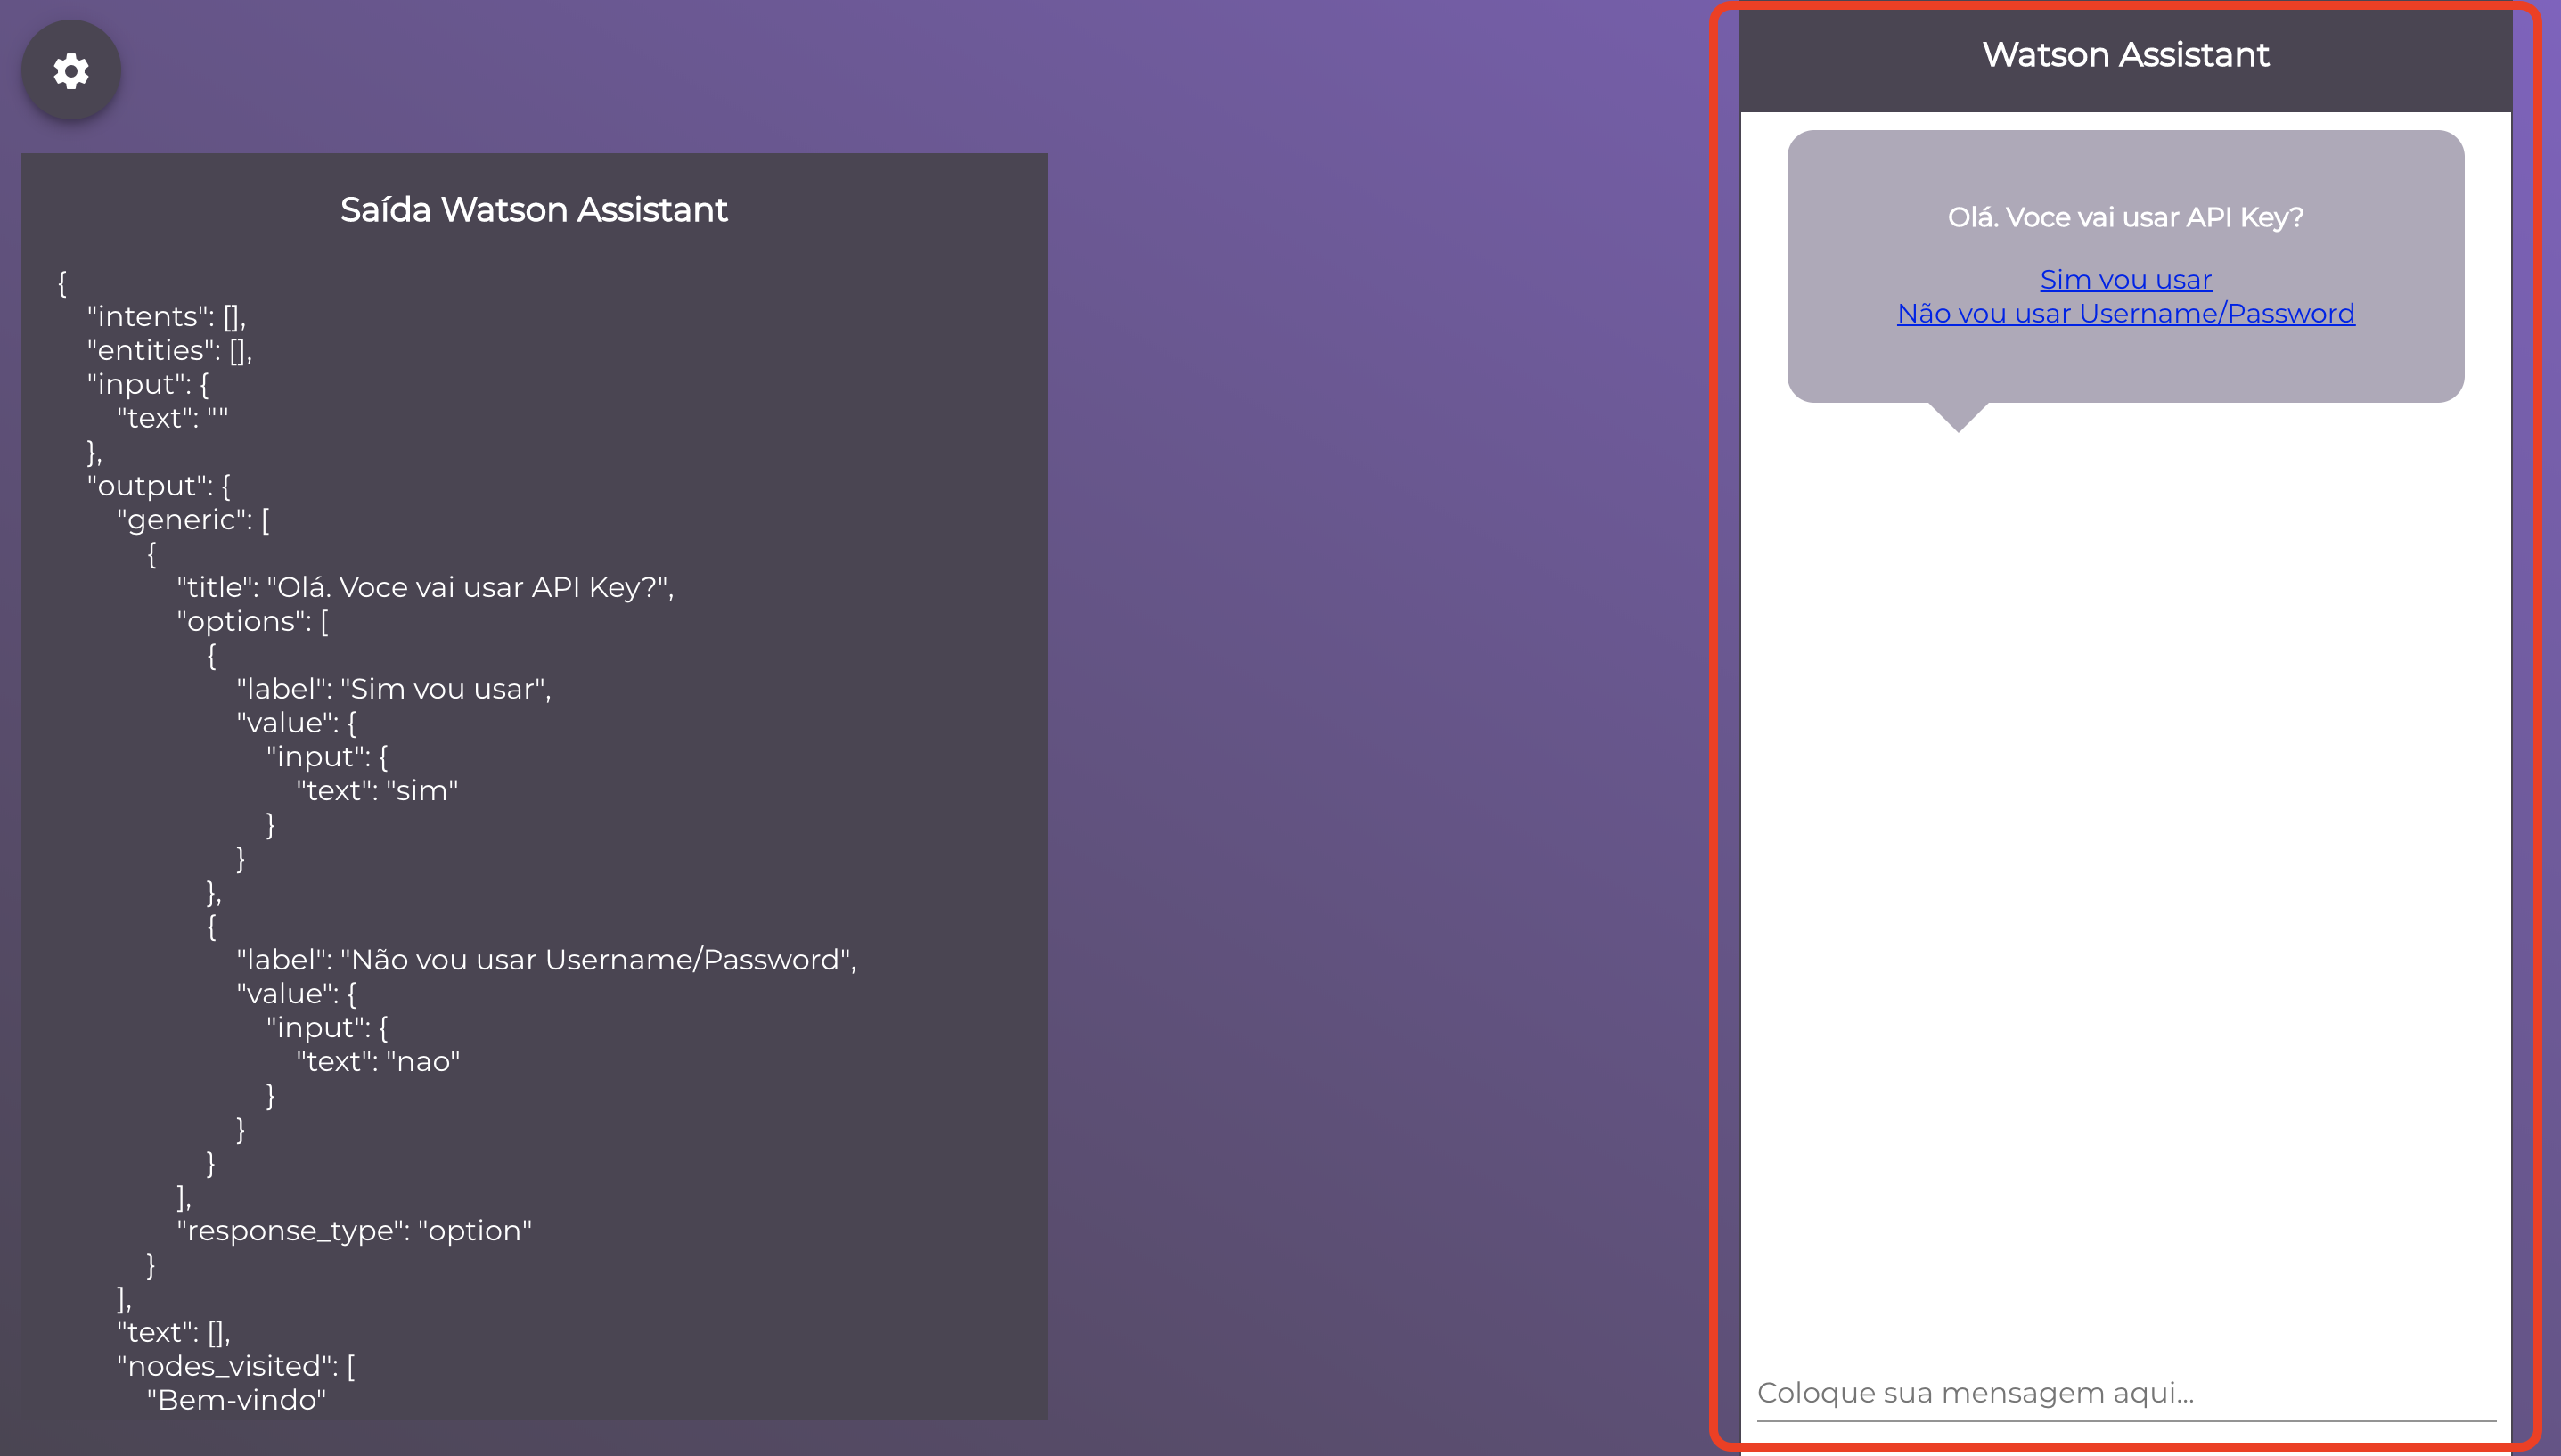 Saída Watson Assistant
{
"intents": [],
"entities": [],
"input": {
"text": ""
},
"output": {
"generic": [
{
"title": "Olá. Voce vai usar API Key?",
"options": [
{
"label": "Sim vou usar",
"value": {
"input": {
"text": "sim"
}
}
},
{
"label": "Não vou usar Username/Password",
"value": {
"input": {
"text": "nao"
}
}
}
],
"response_type": "option"
}
],
"text": [],
"nodes_visited": [
"Bem-vindo"
Watson Assistant
Olá. Voce vai usar API Key?
Sim vou usar
Não vou usar Username/Password
Coloque sua mensagem aqui...